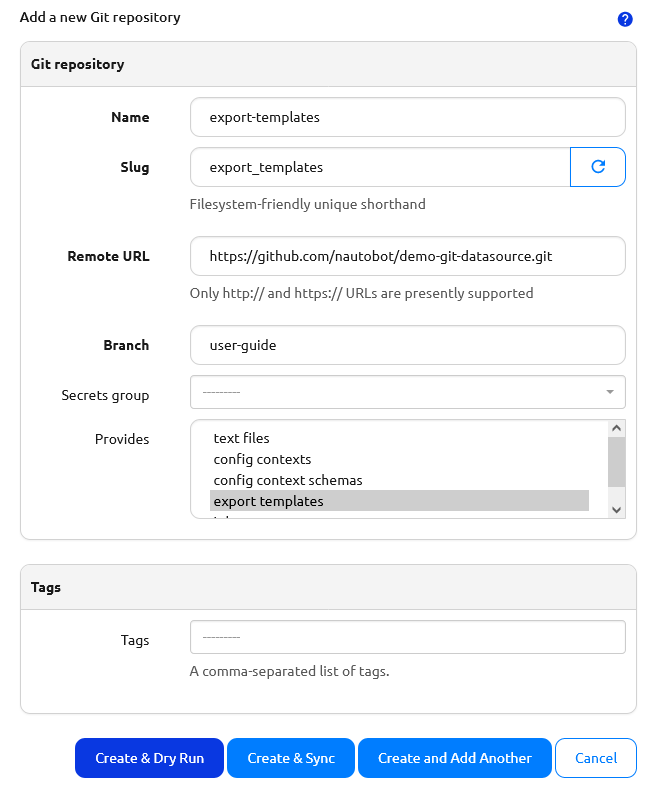 Add a new Git repository
?
Git repository
Name
export-templates
Slug
export_templates
Filesystem-friendly unique shorthand
Remote URL
https://github.com/nautobot/demo-git-datasource.git
Only http:// and https:// URLs are presently supported
Branch
user-guide
Secrets group
---------
Provides
text files
config contexts
config context schemas
export templates
Tags
Tags
---------
A comma-separated list of tags.
Create & Dry Run
Create & Sync
Create and Add Another
Cancel